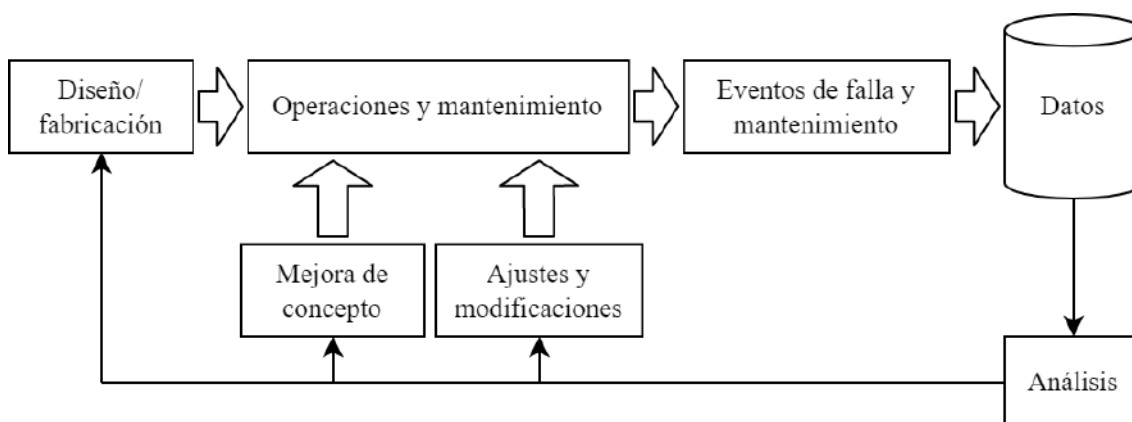 Diseño/
fabricación
Operaciones y mantenimiento
Eventos de falla y
mantenimiento
Datos
Mejora de
concepto
Ajustes y
modificaciones
Análisis